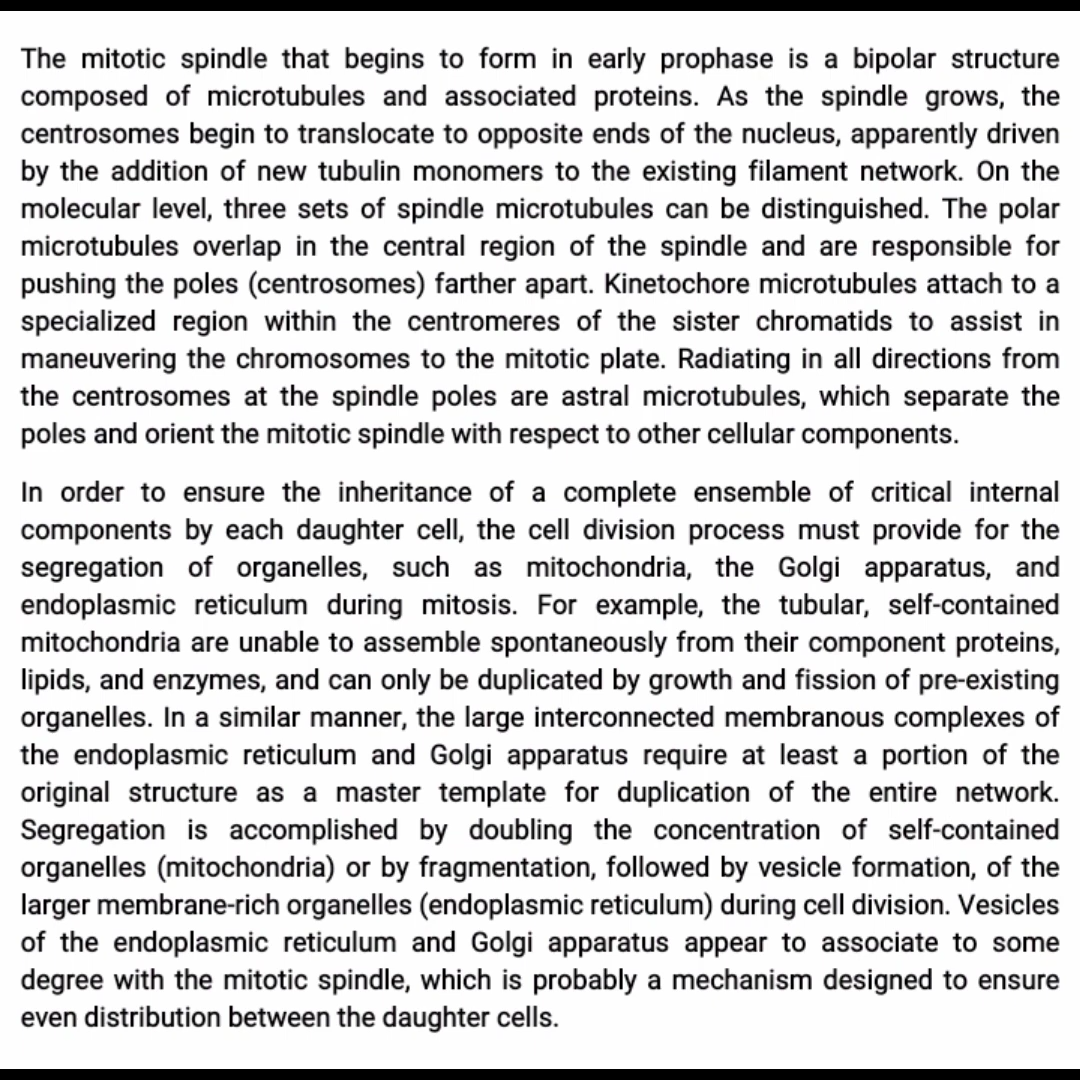 The mitotic spindle that begins to form in early prophase is a bipolar structure
composed of microtubules and associated proteins. As the spindle grows, the
centrosomes begin to translocate to opposite ends of the nucleus, apparently driven
by the addition of new tubulin monomers to the existing filament network. On the
molecular level, three sets of spindle microtubules can be distinguished. The polar
microtubules overlap in the central region of the spindle and are responsible for
pushing the poles (centrosomes) farther apart. Kinetochore microtubules attach to a
specialized region within the centromeres of the sister chromatids to assist in
maneuvering the chromosomes to the mitotic plate. Radiating in all directions from
the centrosomes at the spindle poles are astral microtubules, which separate the
poles and orient the mitotic spindle with respect to other cellular components.
In order to ensure the inheritance of a complete ensemble of critical internal
components by each daughter cell, the cell division process must provide for the
segregation of organelles, such as mitochondria, the Golgi apparatus, and
endoplasmic reticulum during mitosis. For example, the tubular, self-contained
mitochondria are unable to assemble spontaneously from their component proteins,
lipids, and enzymes, and can only be duplicated by growth and fission of pre-existing
organelles. In a similar manner, the large interconnected membranous complexes of
the endoplasmic reticulum and Golgi apparatus require at least a portion of the
original structure as a master template for duplication of the entire network.
Segregation is accomplished by doubling the concentration of self-contained
organelles (mitochondria) or by fragmentation, followed by vesicle formation, of the
larger membrane-rich organelles (endoplasmic reticulum) during cell division. Vesicles
of the endoplasmic reticulum and Golgi apparatus appear to associate to some
degree with the mitotic spindle, which is probably a mechanism designed to ensure
even distribution between the daughter cells.